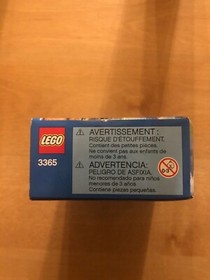 LEGO
3365
AVERTISSEMENT :
RISQUE D'ÉTOUFFEMENT.
Contient des petites pièces.
Ne convient pas aux enfants de
moins de 3 ans.
ADVERTENCIA:
PELIGRO DE ASFIXIA.
No recomendado para niños
menores de 3 años
Contiene piezas pequeñas.